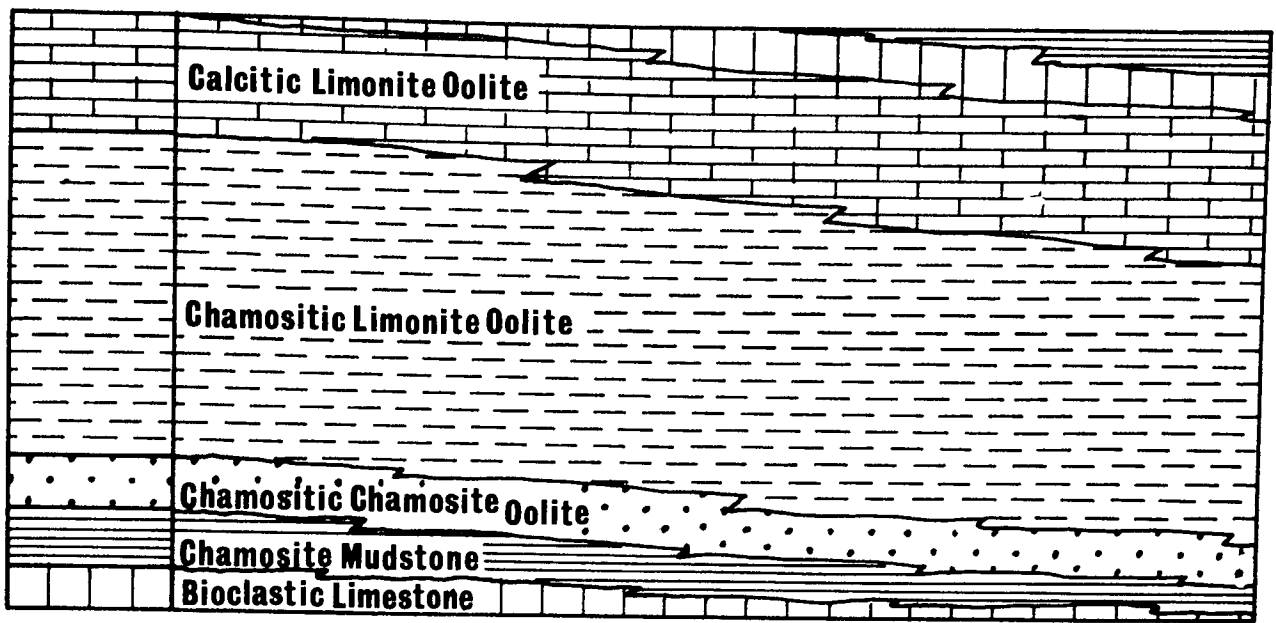 Calcitic Limonite Oolite
Chamositic Limonite Oolite
Chamositic Chamosite Oolite
Chamosite Mudstone
Bioclastic Limestone